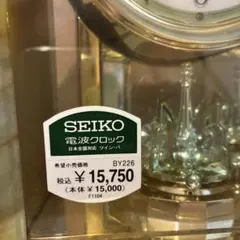 SEIKO
電波クロック
日本全国対応 ツイン・パ
希望小売価格 BY226
税込 ¥15,750
(本体 ¥15,000)
F1104